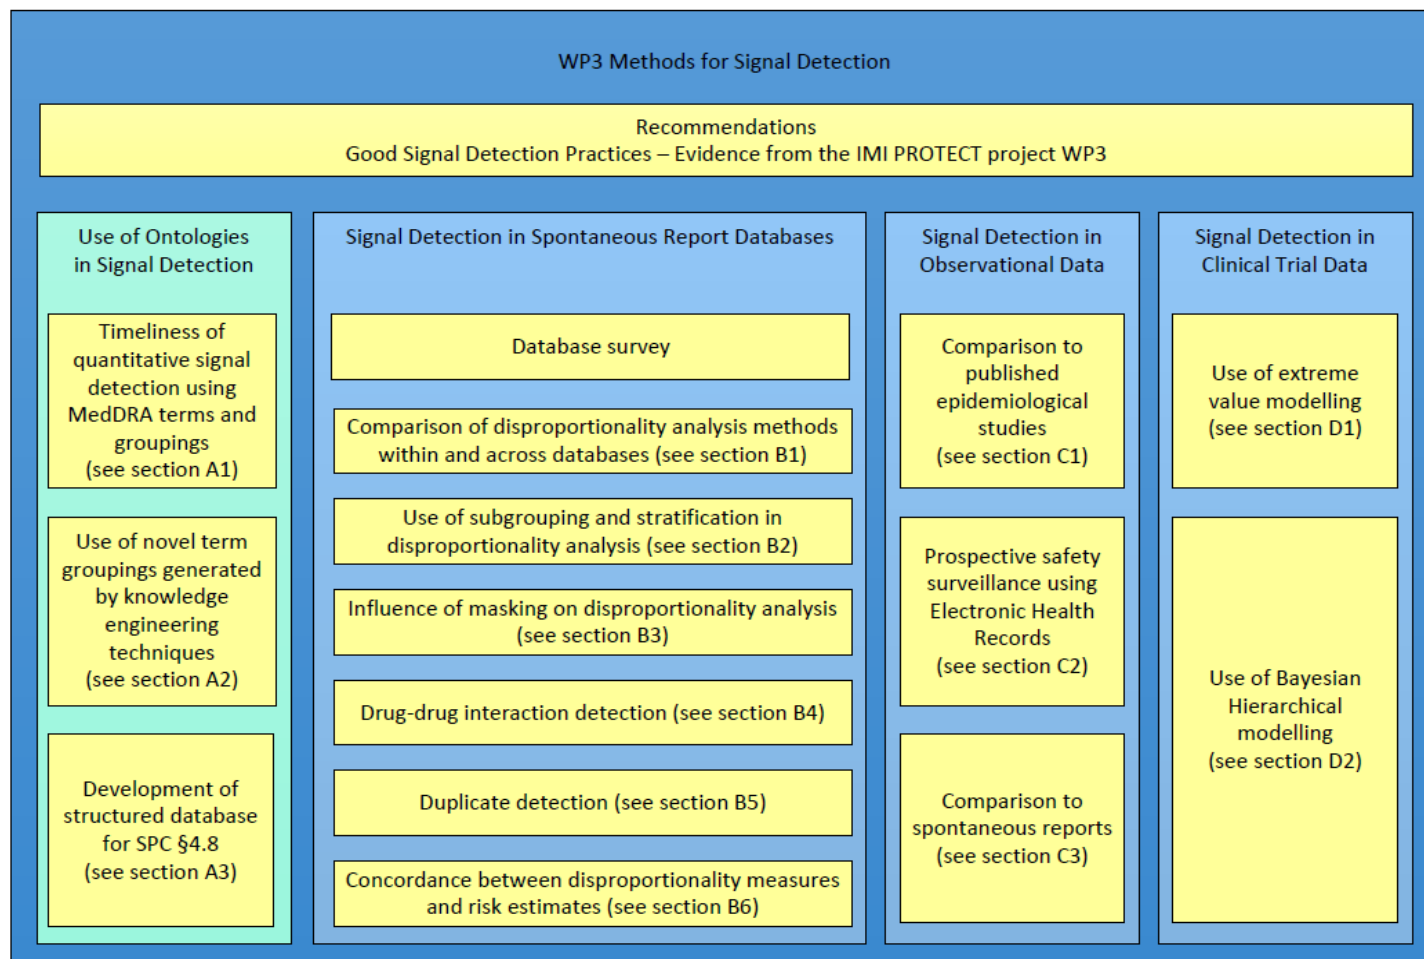 WP3 Methods for Signal Detection
Recommendations
Good Signal Detection Practices – Evidence from the IMI PROTECT project WP3
Use of Ontologies
in Signal Detection
Timeliness of
quantitative signal
detection using
MedDRA terms and
groupings
(see section A1)
Use of novel term
groupings generated
by knowledge
engineering
techniques
(see section A2)
Development of
structured database
for SPC §4.8
(see section A3)
Signal Detection in Spontaneous Report Databases
Database survey
Comparison of disproportionality analysis methods
within and across databases (see section B1)
Use of subgrouping and stratification in
disproportionality analysis (see section B2)
Influence of masking on disproportionality analysis
(see section B3)
Drug-drug interaction detection (see section B4)
Duplicate detection (see section B5)
Concordance between disproportionality measures
and risk estimates (see section B6)
Signal Detection in
Observational Data
Comparison to
published
epidemiological
studies
(see section C1)
Prospective safety
surveillance using
Electronic Health
Records
(see section C2)
Comparison to
spontaneous reports
(see section C3)
Signal Detection in
Clinical Trial Data
Use of extreme
value modelling
(see section D1)
Use of Bayesian
Hierarchical
modelling
(see section D2)